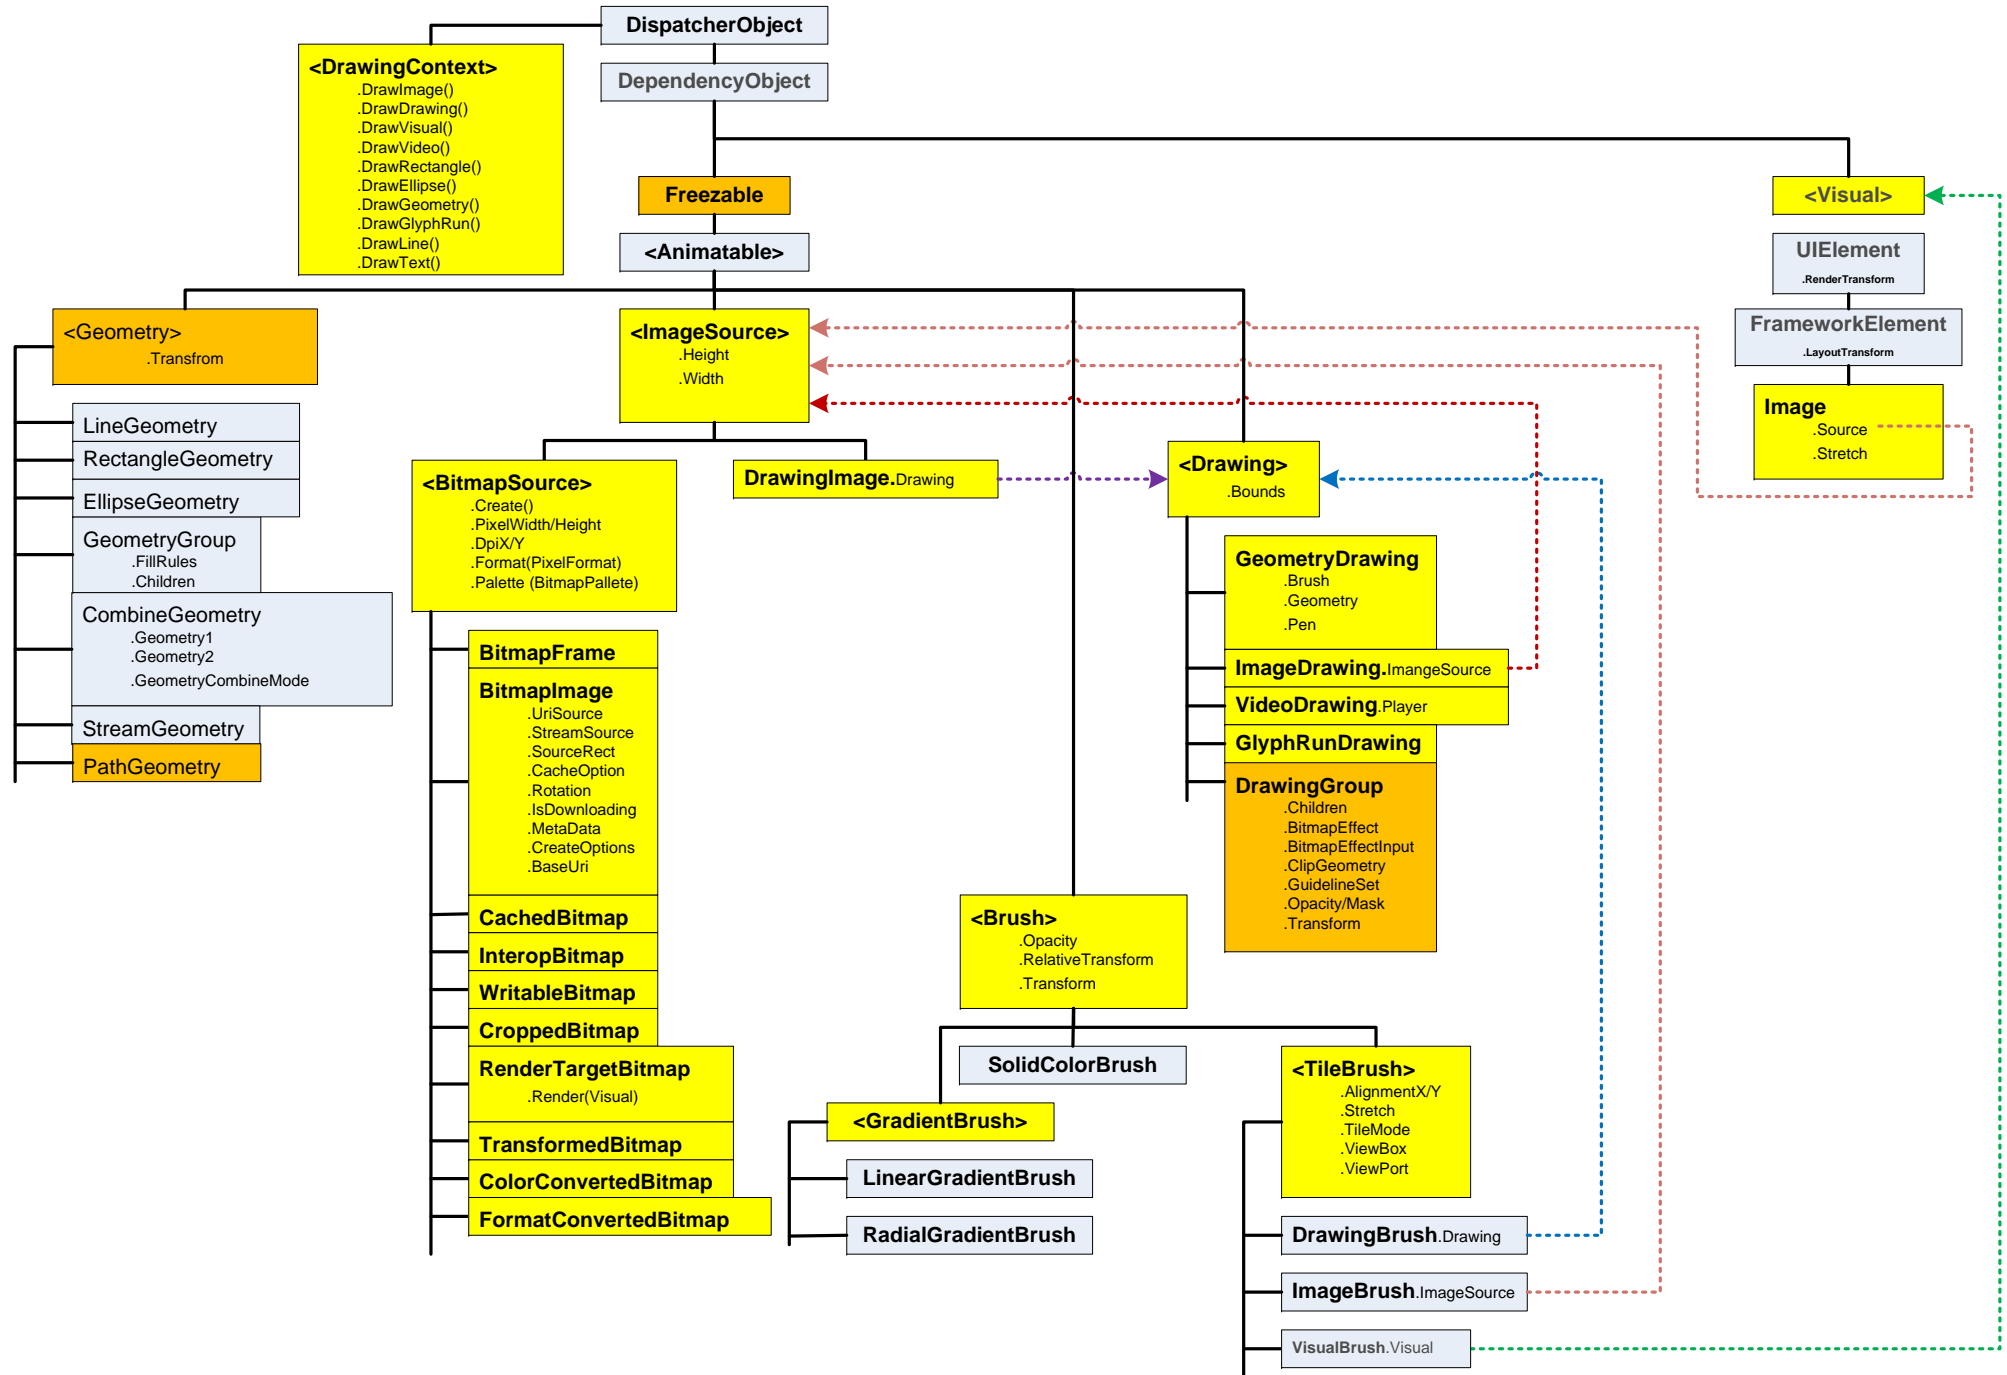 DispatcherObject
DependencyObject
<DrawingContext>
.DrawImage()
.DrawDrawing()
.DrawVisual()
.DrawVideo()
.DrawRectangle()
.DrawEllipse()
.DrawGeometry()
.DrawGlyphRun()
.DrawLine()
.DrawText()
Freezable
<Animatable>
<Visual>
UIElement
.RenderTransform
FrameworkElement
.LayoutTransform
Image
.Source
.Stretch
<Geometry>
.Transfrom
LineGeometry
RectangleGeometry
EllipseGeometry
GeometryGroup
.FillRules
.Children
CombineGeometry
.Geometry1
.Geometry2
.GeometryCombineMode
StreamGeometry
PathGeometry
<ImageSource>
.Height
.Width
<BitmapSource>
.Create()
.PixelWidth/Height
.DpiX/Y
.Format(PixelFormat)
.Palette (BitmapPallete)
DrawingImage.Drawing
BitmapFrame
BitmapImage
.UriSource
.StreamSource
.SourceRect
.CacheOption
.Rotation
.IsDownloading
.MetaData
.CreateOptions
.BaseUri
CachedBitmap
InteropBitmap
WritableBitmap
CroppedBitmap
RenderTargetBitmap
.Render(Visual)
TransformedBitmap
ColorConvertedBitmap
FormatConvertedBitmap
<Drawing>
.Bounds
GeometryDrawing
.Brush
.Geometry
.Pen
ImageDrawing.ImangeSource
VideoDrawing.Player
GlyphRunDrawing
DrawingGroup
.Children
.BitmapEffect
.BitmapEffectInput
.ClipGeometry
.GuidelineSet
.Opacity/Mask
.Transform
<Brush>
.Opacity
.RelativeTransform
.Transform
SolidColorBrush
<GradientBrush>
LinearGradientBrush
RadialGradientBrush
<TileBrush>
.AlignmentX/Y
.Stretch
.TileMode
.ViewBox
.ViewPort
DrawingBrush.Drawing
ImageBrush.ImageSource
VisualBrush.Visual